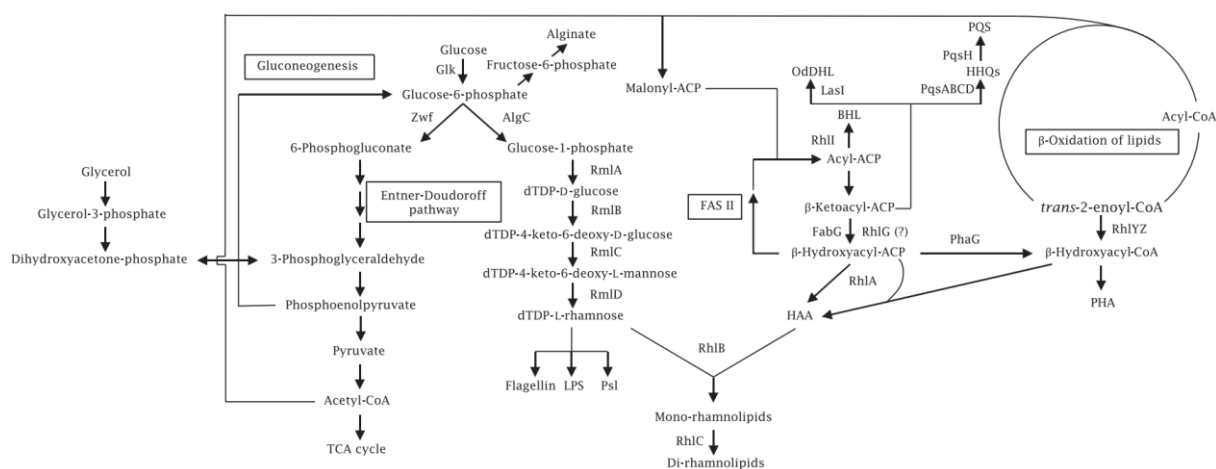 PQS
PqsH
HHQs
PqsABCD
OdDHL
LasI
Alginate
Glucose
Fructose-6-phosphate
Glk
Gluconeogenesis
Glucose-6-phosphate
Malonyl-ACP
BHL
RhlI
Acyl-CoA
Zwf
AlgC
β-Oxidation of lipids
6-Phosphogluconate
Glucose-1-phosphate
Acyl-ACP
RmlA
Glycerol
dTDP-D-glucose
Entner-Doudoroff
pathway
FAS II
β-Ketoacyl-ACP
trans-2-enoyl-CoA
RmlB
Glycerol-3-phosphate
FabG
RhlG (?)
RhlYZ
dTDP-4-keto-6-deoxy-D-glucose
PhaG
RmlC
Dihydroxyacetone-phosphate
3-Phosphoglyceraldehyde
β-Hydroxyacyl-ACP
β-Hydroxyacyl-CoA
dTDP-4-keto-6-deoxy-L-mannose
RhlA
RmlD
Phosphoenolpyruvate
PHA
dTDP-L-rhamnose
HAA
RhlB
Pyruvate
Flagellin
LPS
Psl
Acetyl-CoA
Mono-rhamnolipids
RhlC
TCA cycle
Di-rhamnolipids